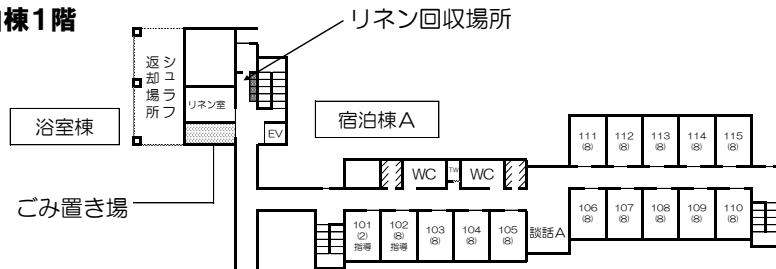 棟1階
リネン回収場所
シュラフ
返却場所
リネン室
浴室棟
EV
宿泊棟A
ごみ置き場
WC
TW
WC
111
(8)
112
(8)
113
(8)
114
(8)
115
(8)
101
(2)
指導
102
(8)
指導
103
(8)
104
(8)
105
(8)
談話A
106
(8)
107
(8)
108
(8)
109
(8)
110
(8)